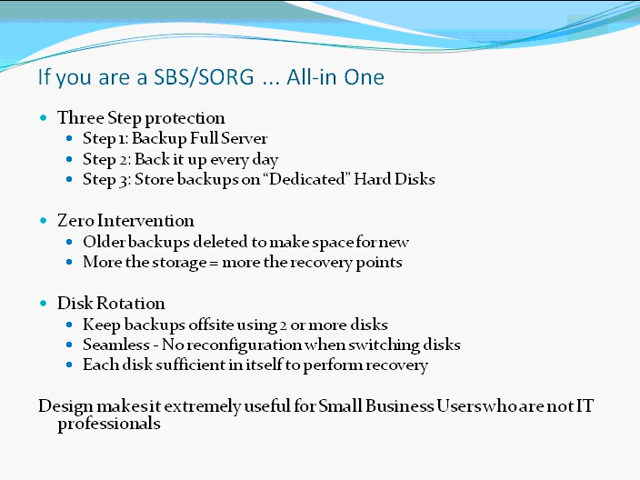 If you are a SBS/SORG ... All-in One
Three Step protection
Step 1: Backup Full Server
Step 2: Back it up every day
Step 3: Store backups on “Dedicated” Hard Disks
Zero Intervention
Older backups deleted to make space for new
More the storage = more the recovery points
Disk Rotation
Keep backups offsite using 2 or more disks
Seamless - No reconfiguration when switching disks
Each disk sufficient in itself to perform recovery
Design makes it extremely useful for Small Business Users who are not IT
professionals